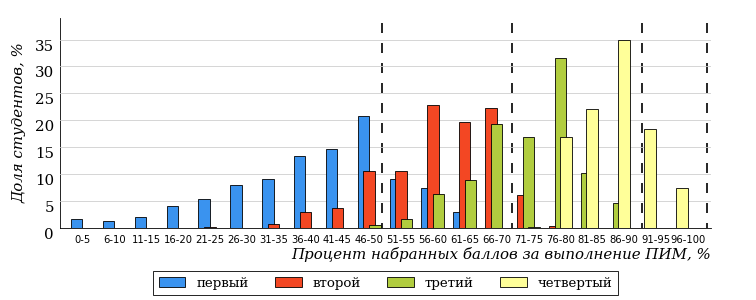 Доля студентов, %
35
30
25
20
15
10
5
0
0-5 6-10 11-15 16-20 21-25 26-30 31-35 36-40 41-45 46-50 51-55 56-60 61-65 66-70 71-75 76-80 81-85 86-90 91-95 96-100
Процент набранных баллов за выполнение ПИМ, %
первый второй третий четвертый